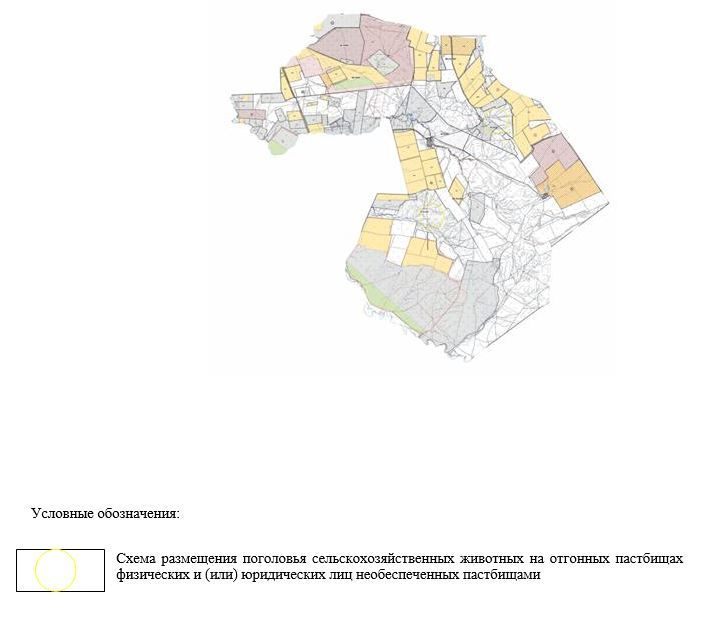 Условные обозначения:
Схема размещения поголовья сельскохозяйственных животных на отгонных пастбищах
физических и (или) юридических лиц необеспеченных пастбищами